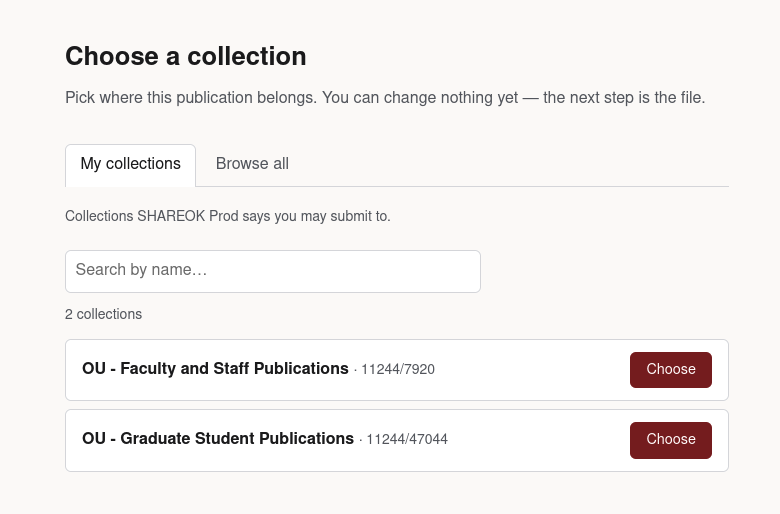 Choose a collection
Pick where this publication belongs. You can change nothing yet — the next step is the file.
My collections
Browse all
Collections SHAREOK Prod says you may submit to.
Search by name…
2 collections
OU - Faculty and Staff Publications · 11244/7920
Choose
OU - Graduate Student Publications · 11244/47044
Choose